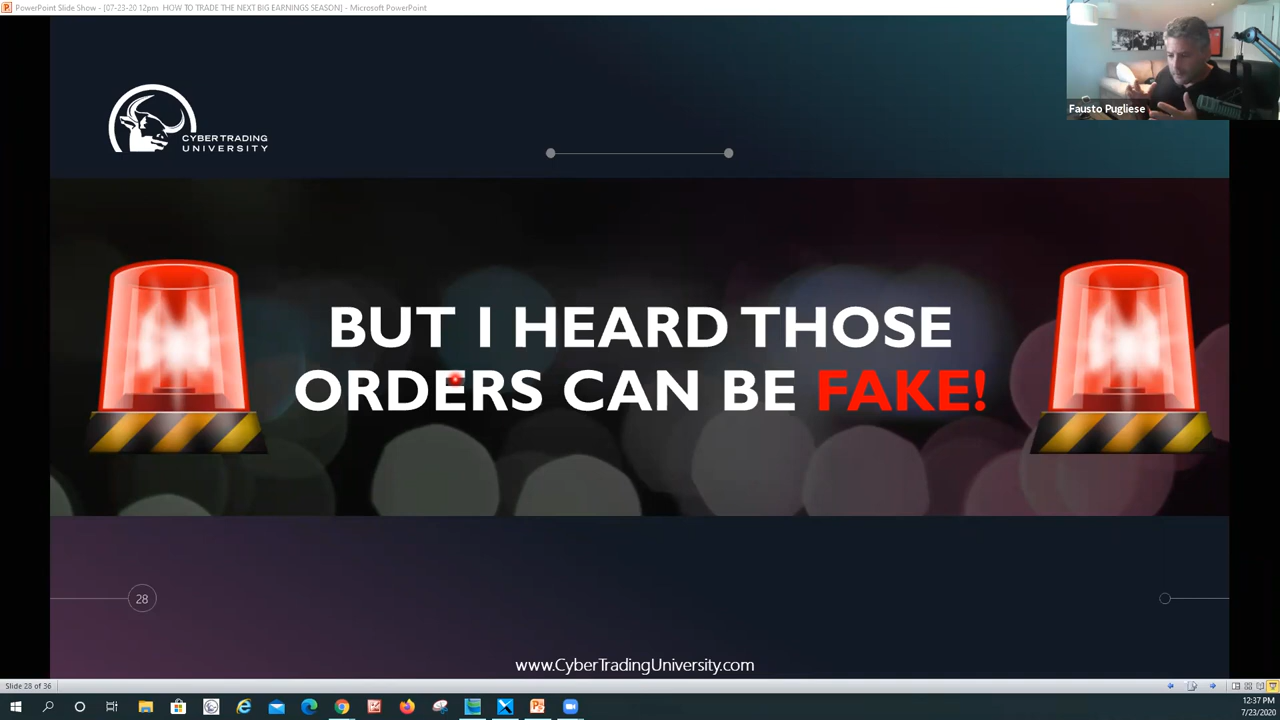 PowerPoint Slide Show - [07-23-20 12pm  HOW TO TRADE THE NEXT BIG EARNINGS SEASON] - Microsoft PowerPoint
Fausto Pugliese
CYBERTRADING
UNIVERSITY
BUT I HEARD THOSE
ORDERS CAN BE FAKE!
28
www.CyberTradingUniversity.com
Slide 28 of 36
12:37 PM
7/23/2020